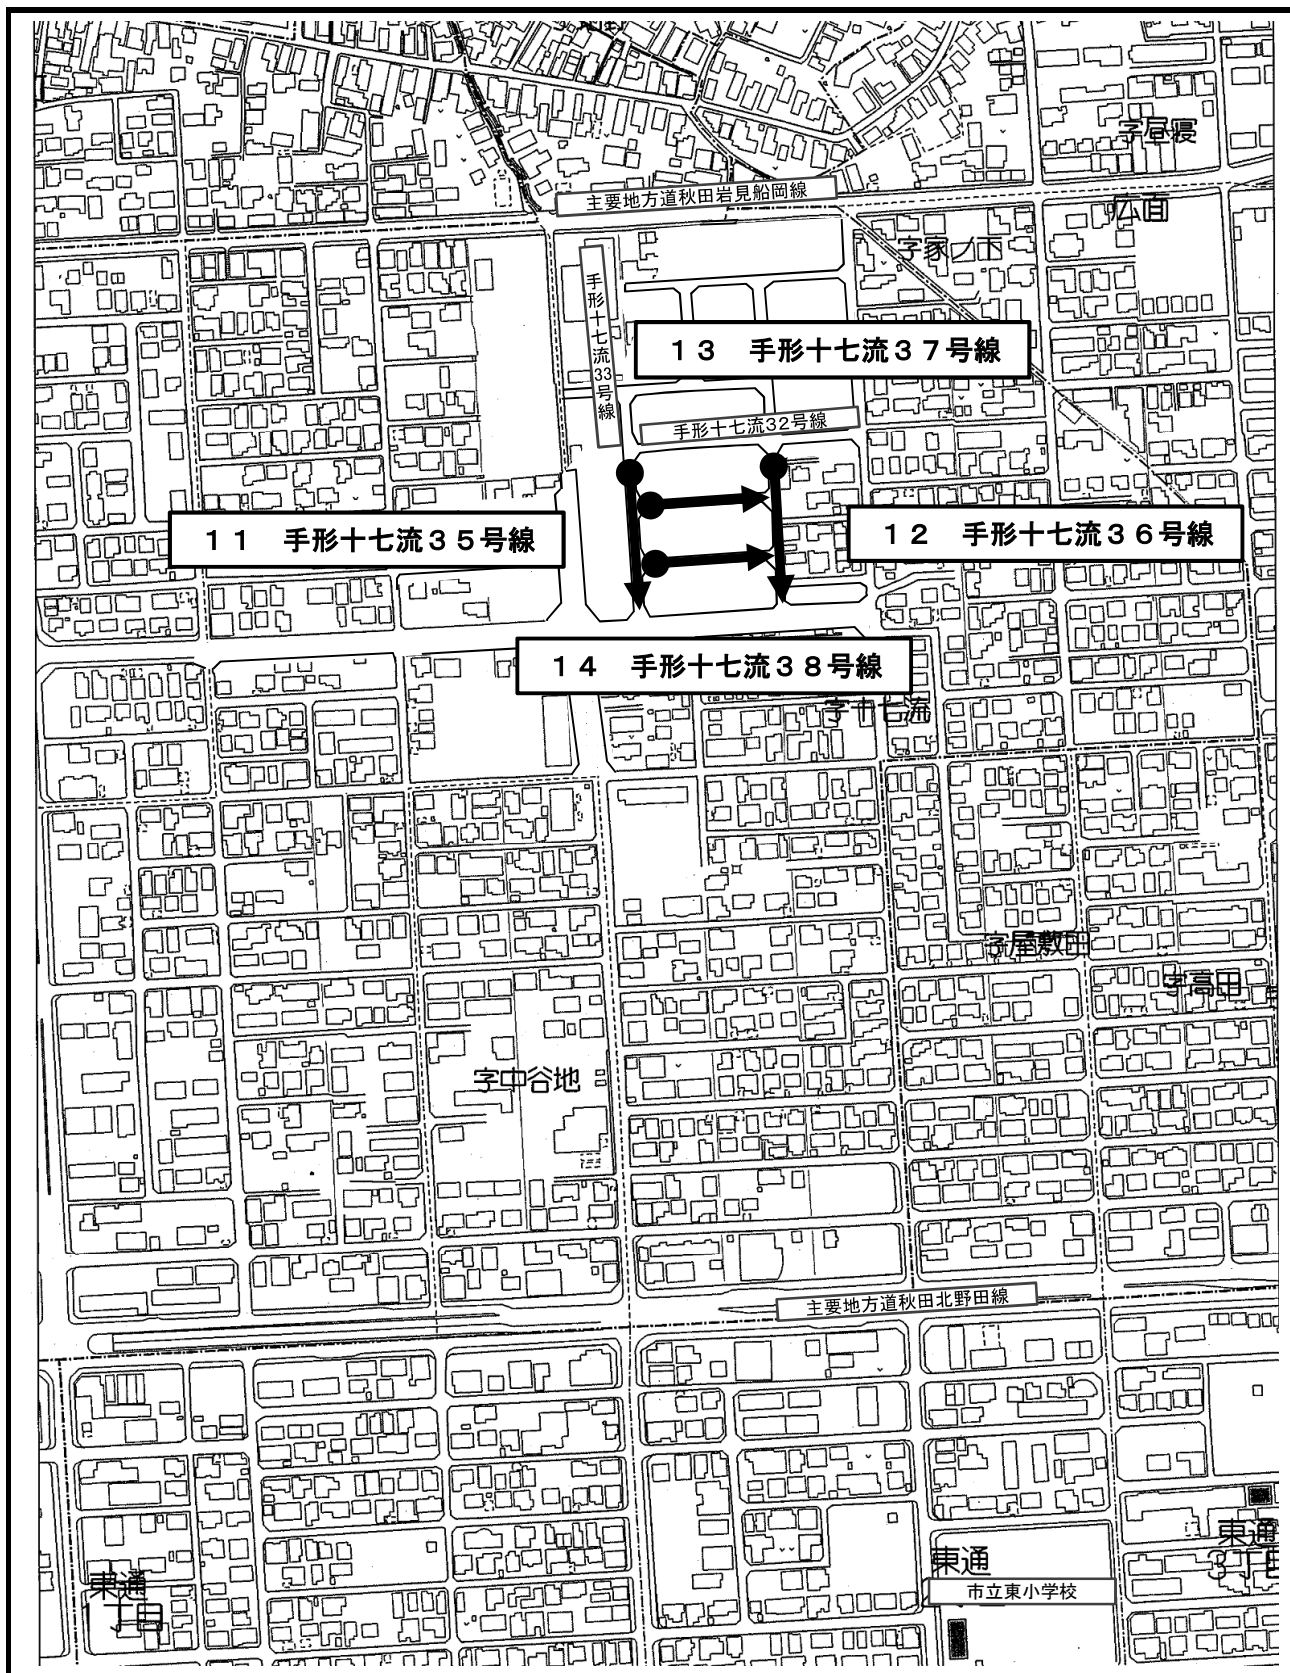 字昼寝
主要地方道秋田岩見船岡線
広面
字家ノ下
手形十七流33号線
13 手形十七流37号線
手形十七流32号線
11 手形十七流35号線
12 手形十七流36号線
14 手形十七流38号線
字十七流
字屋敷田
字高田
字中谷地
主要地方道秋田北野田線
東通
3丁目
東通
市立東小学校
東通
1丁目